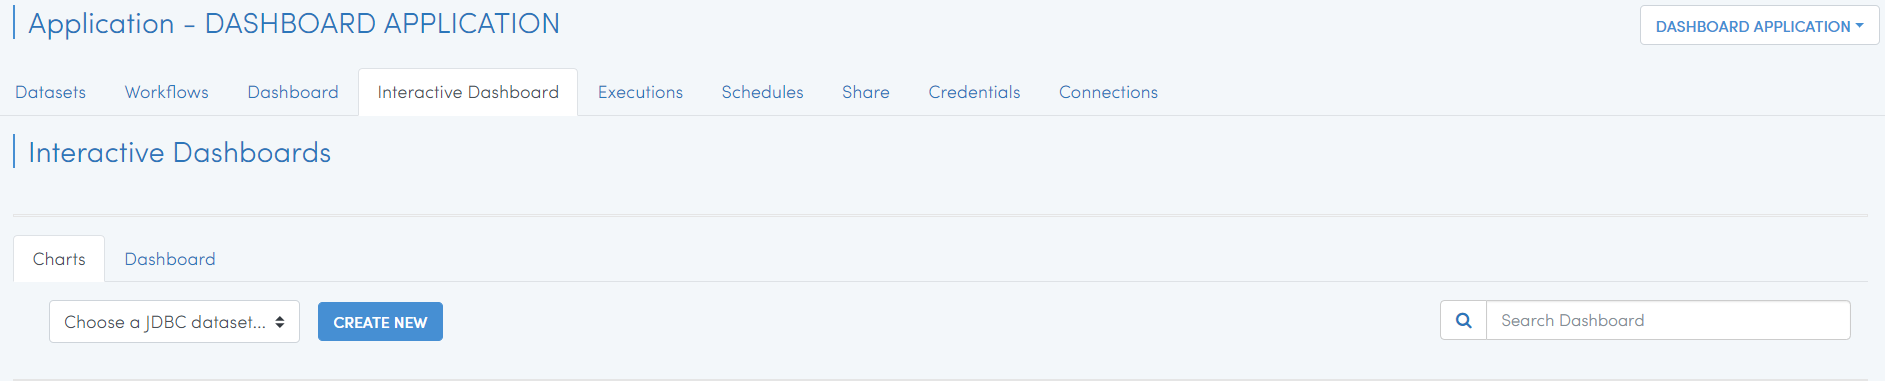 Application - DASHBOARD APPLICATION
DASHBOARD APPLICATION
Datasets Workflows Dashboard Interactive Dashboard Executions Schedules Share Credentials Connections
Interactive Dashboards
Charts Dashboard
Choose a JDBC dataset... CREATE NEW Search Dashboard